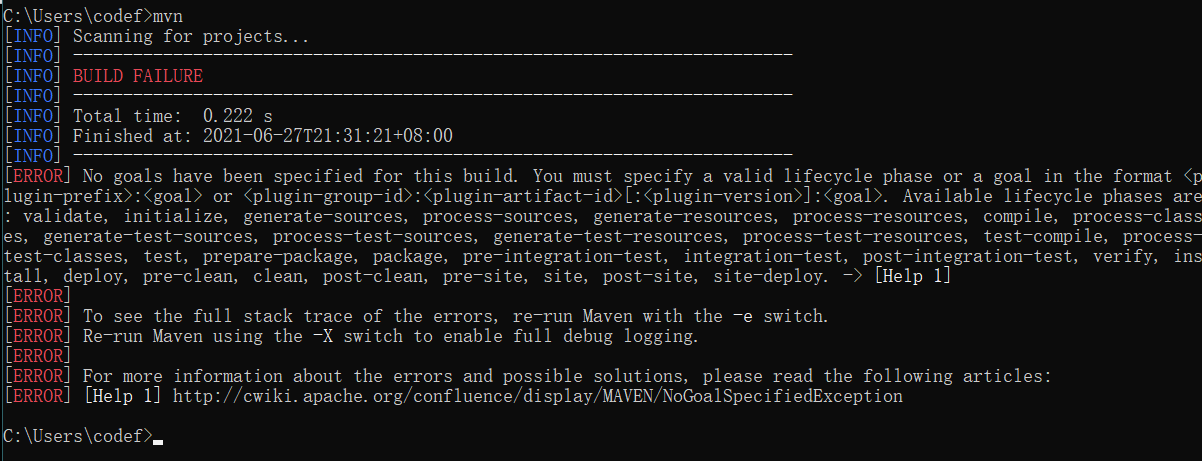 C:\Users\codef>mvn
[INFO] Scanning for projects...
[INFO] ------------------------------------------------------------------------
[INFO] BUILD FAILURE
[INFO] ------------------------------------------------------------------------
[INFO] Total time:  0.222 s
[INFO] Finished at: 2021-06-27T21:31:21+08:00
[INFO] ------------------------------------------------------------------------
[ERROR] No goals have been specified for this build. You must specify a valid lifecycle phase or a goal in the format <p
lugin-prefix>:<goal> or <plugin-group-id>:<plugin-artifact-id>[:<plugin-version>]:<goal>. Available lifecycle phases are
: validate, initialize, generate-sources, process-sources, generate-resources, process-resources, compile, process-class
es, generate-test-sources, process-test-sources, generate-test-resources, process-test-resources, test-compile, process-
test-classes, test, prepare-package, package, pre-integration-test, integration-test, post-integration-test, verify, ins
tall, deploy, pre-clean, clean, post-clean, pre-site, site, post-site, site-deploy. -> [Help 1]
[ERROR]
[ERROR] To see the full stack trace of the errors, re-run Maven with the -e switch.
[ERROR] Re-run Maven using the -X switch to enable full debug logging.
[ERROR]
[ERROR] For more information about the errors and possible solutions, please read the following articles:
[ERROR] [Help 1] http://cwiki.apache.org/confluence/display/MAVEN/NoGoalSpecifiedException
C:\Users\codef>